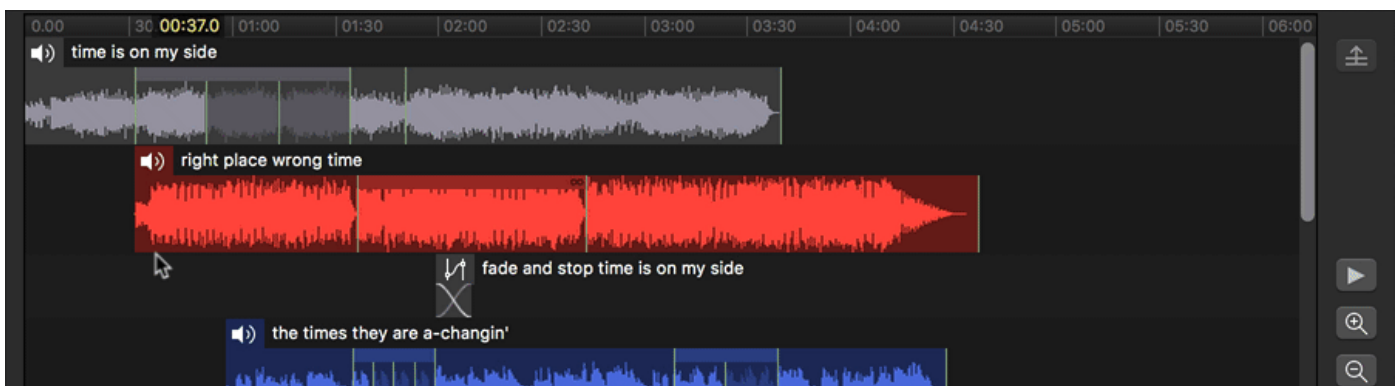 0.00 30 00:37.0 01:00 01:30 02:00 02:30 03:00 03:30 04:00 04:30 05:00 05:30 06:00
time is on my side
right place wrong time
∞
fade and stop time is on my side
the times they are a-changin'